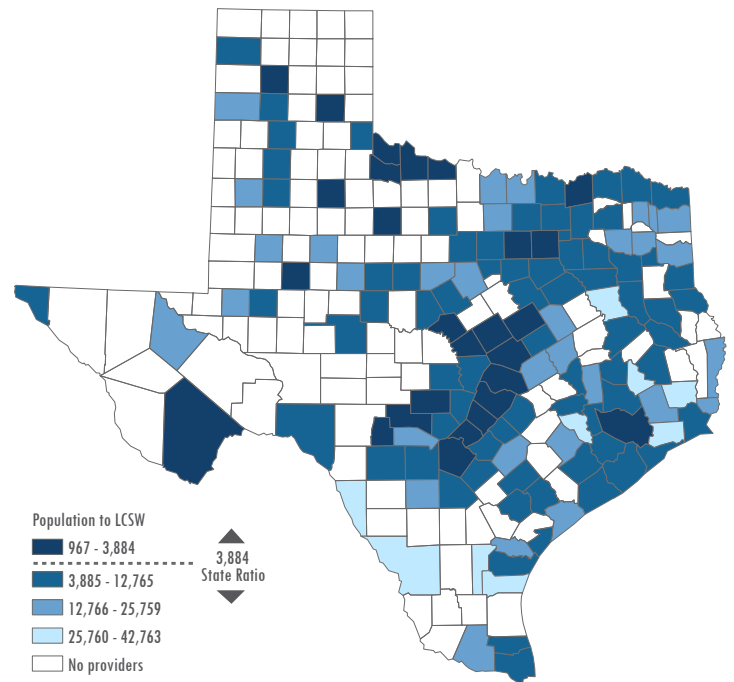 Population to LCSW
967 - 3,884
3,884
State Ratio
3,885 - 12,765
12,766 - 25,759
25,760 - 42,763
No providers